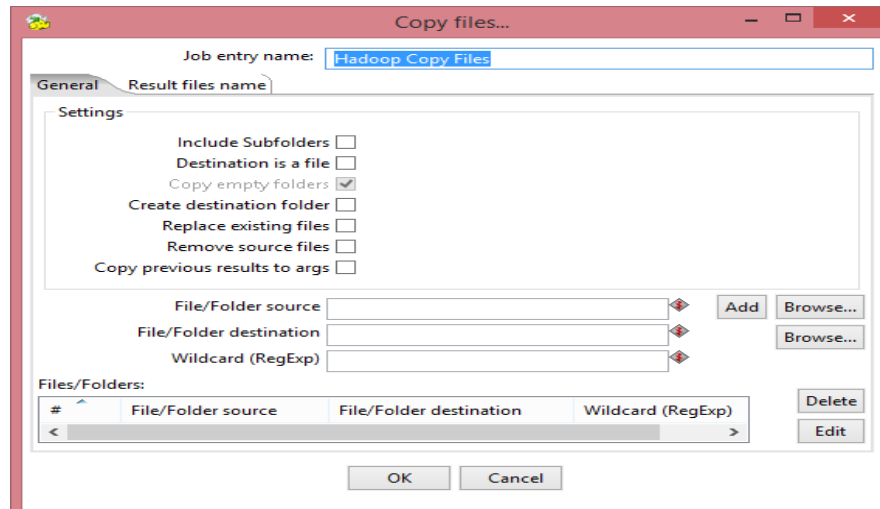 Copy files...
Job entry name: Hadoop Copy Files
General Result files name
Settings
Include Subfolders
Destination is a file
Copy empty folders
Create destination folder
Replace existing files
Remove source files
Copy previous results to args
File/Folder source Add Browse...
File/Folder destination Browse...
Wildcard (RegExp)
Files/Folders:
# File/Folder source File/Folder destination Wildcard (RegExp) Delete
Edit
OK Cancel